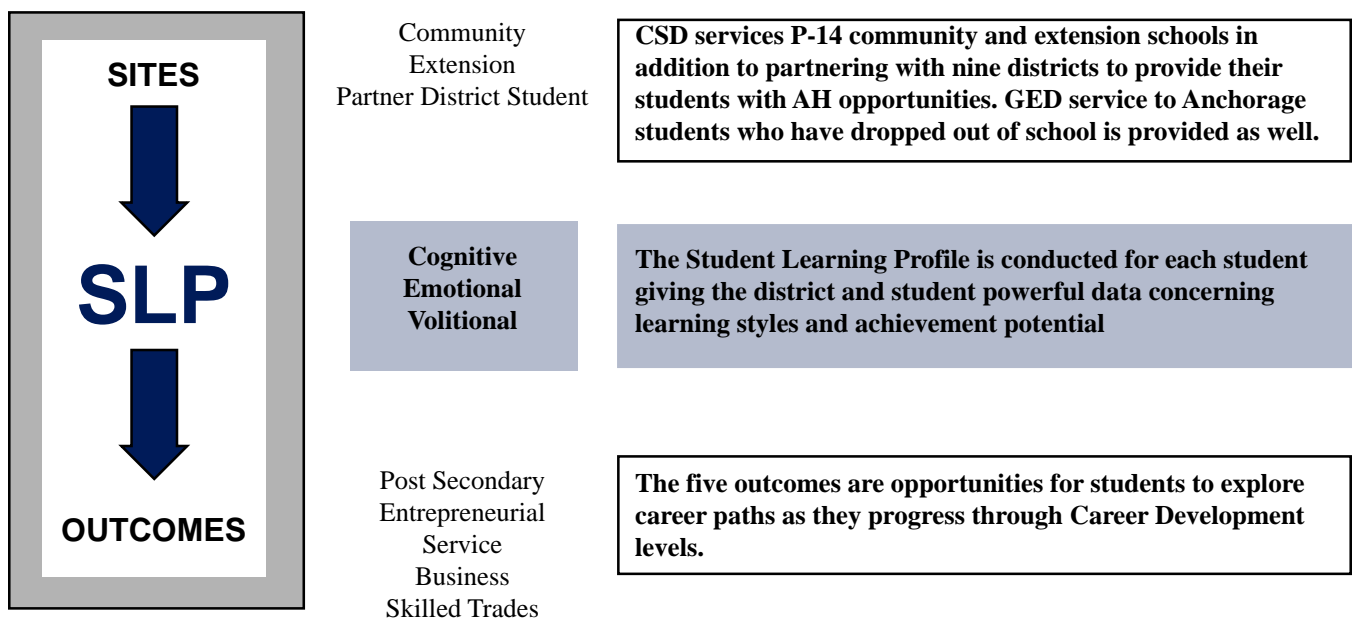 SITES
Community
Extension
Partner District Student
CSD services P-14 community and extension schools in
addition to partnering with nine districts to provide their
students with AH opportunities. GED service to Anchorage
students who have dropped out of school is provided as well.
SLP
Cognitive
Emotional
Volitional
The Student Learning Profile is conducted for each student
giving the district and student powerful data concerning
learning styles and achievement potential
OUTCOMES
Post Secondary
Entrepreneurial
Service
Business
Skilled Trades
The five outcomes are opportunities for students to explore
career paths as they progress through Career Development
levels.